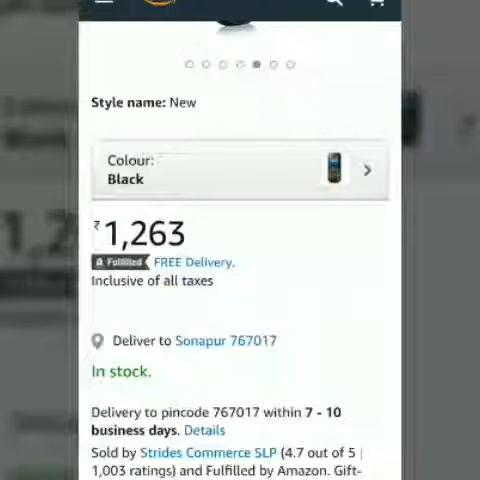 Style name: New
Colour:
Black
₹1,263
a Fulfilled FREE Delivery.
Inclusive of all taxes
Deliver to Sonapur 767017
In stock.
Delivery to pincode 767017 within 7 - 10
business days. Details
Sold by Strides Commerce SLP (4.7 out of 5 |
1,003 ratings) and Fulfilled by Amazon. Gift-